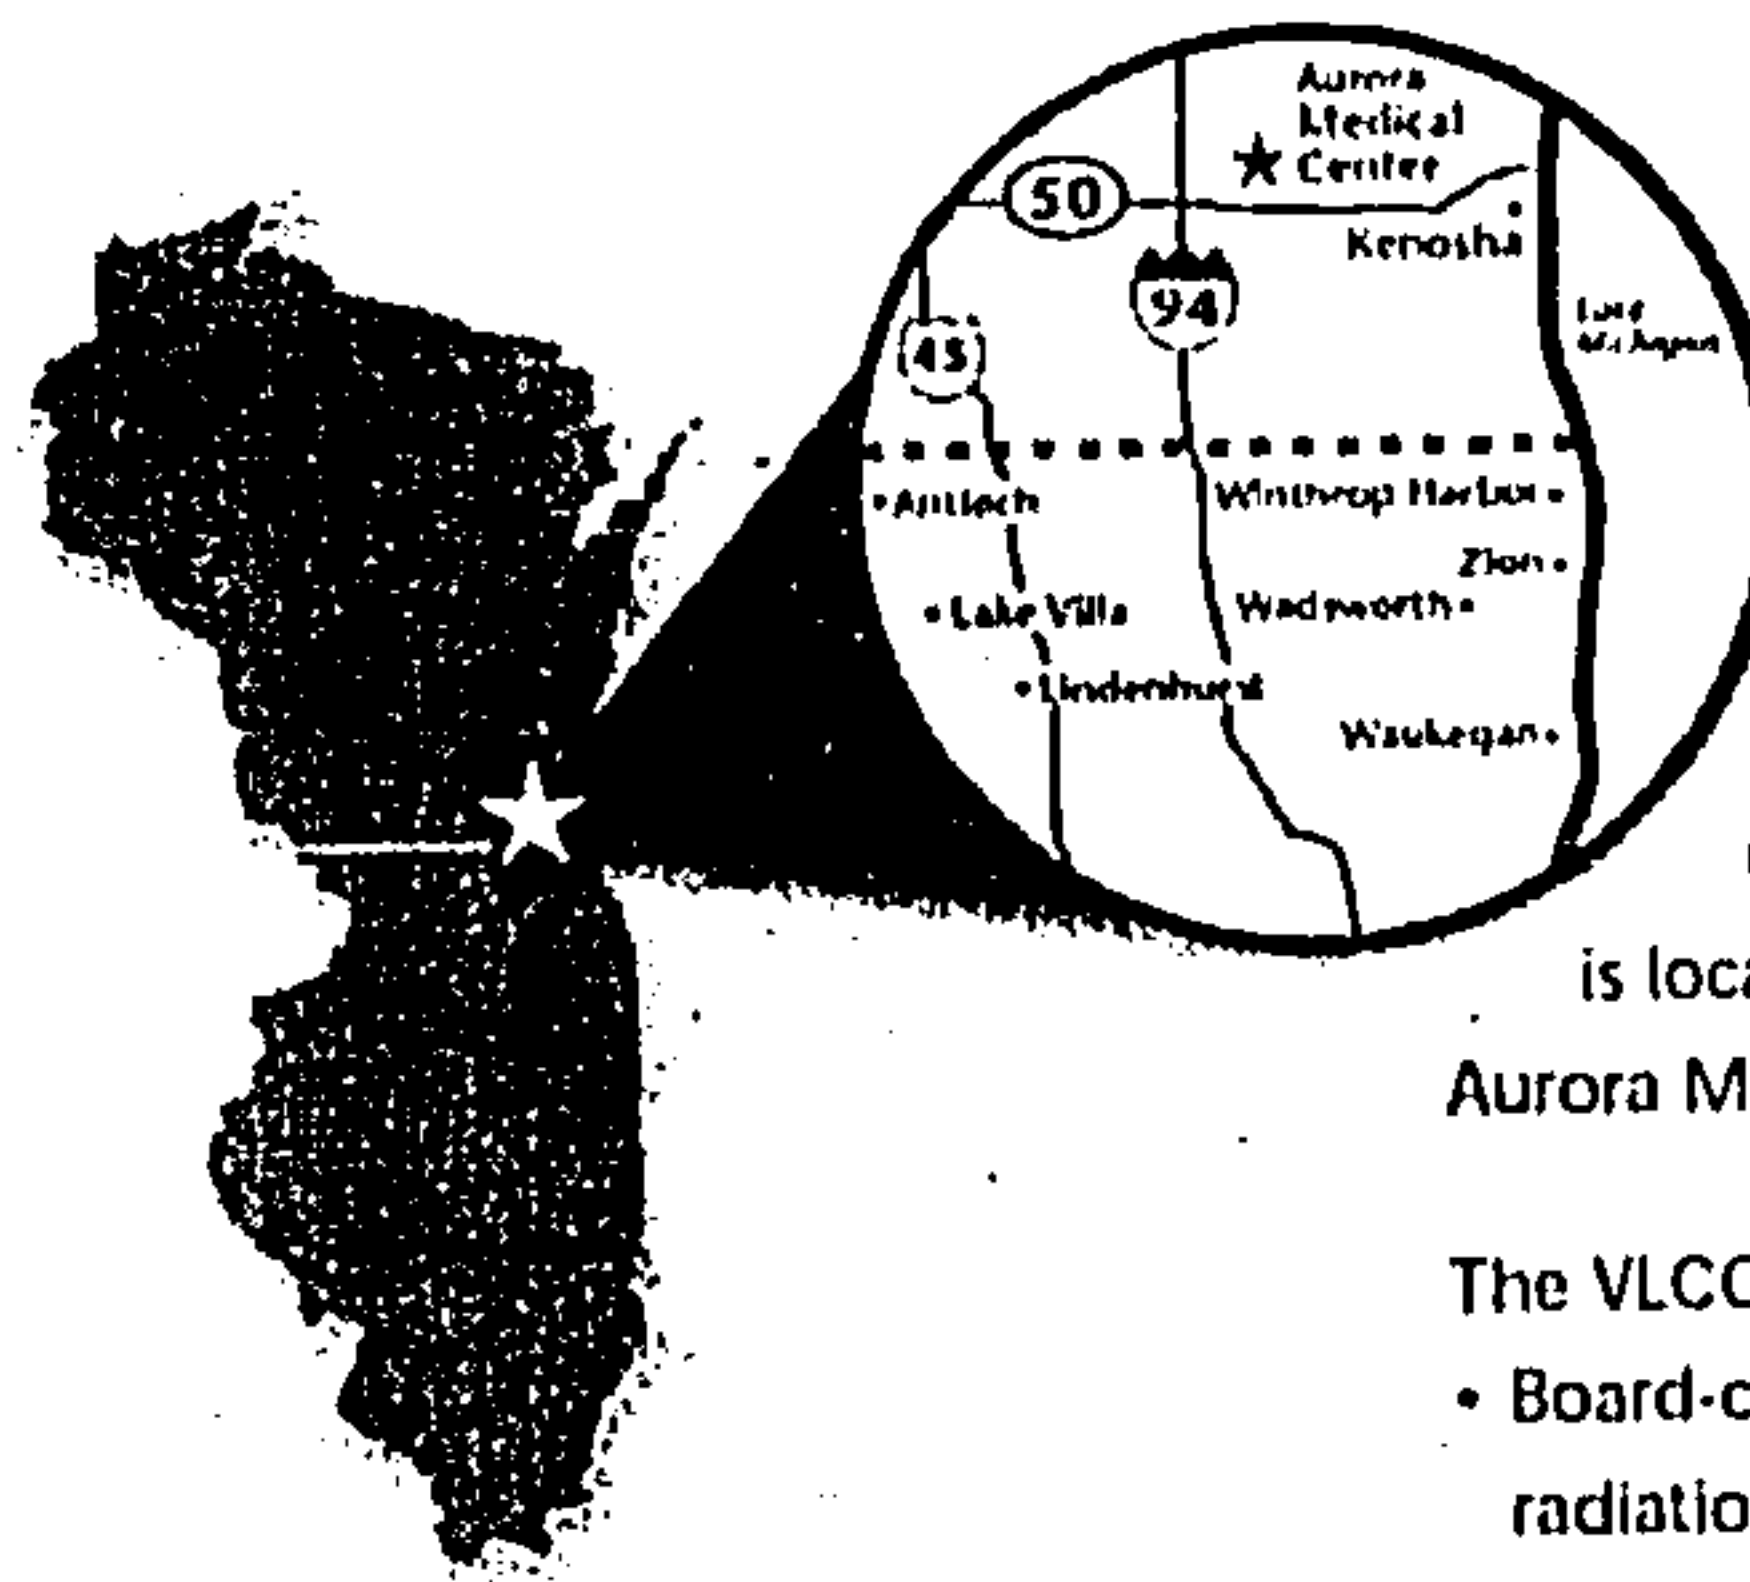 Aurora
Medical
Center
50
Kenosha
94
45
Lake
Michigan
Antioch
Winthrop Harbor
Zion
Lake Villa
Wadsworth
Lindenhurst
Waukegan
is loca
Aurora M
The VLCC
• Board-c
radiatio